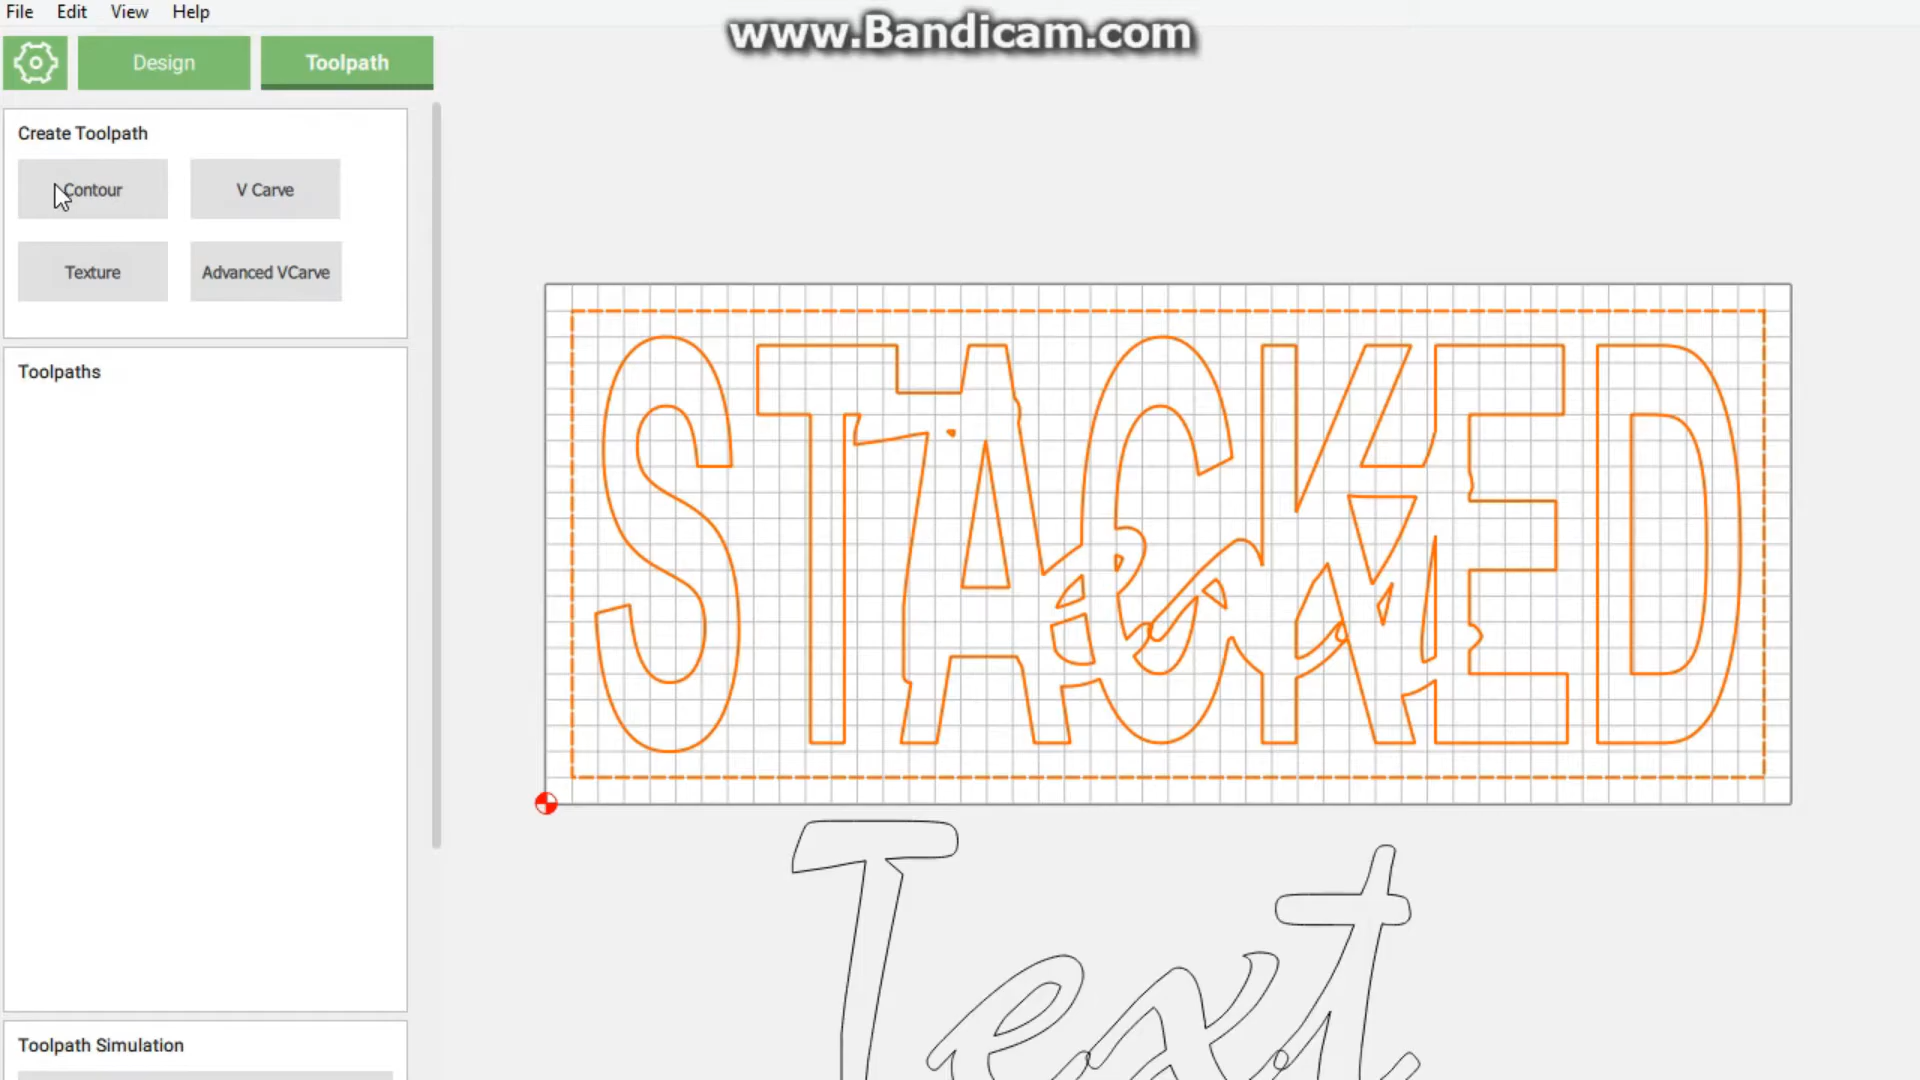 File Edit View Help
www.Bandicam.com
Design Toolpath
Create Toolpath
Contour V Carve
Texture Advanced VCarve
Toolpaths
STACKED
Text
Toolpath Simulation